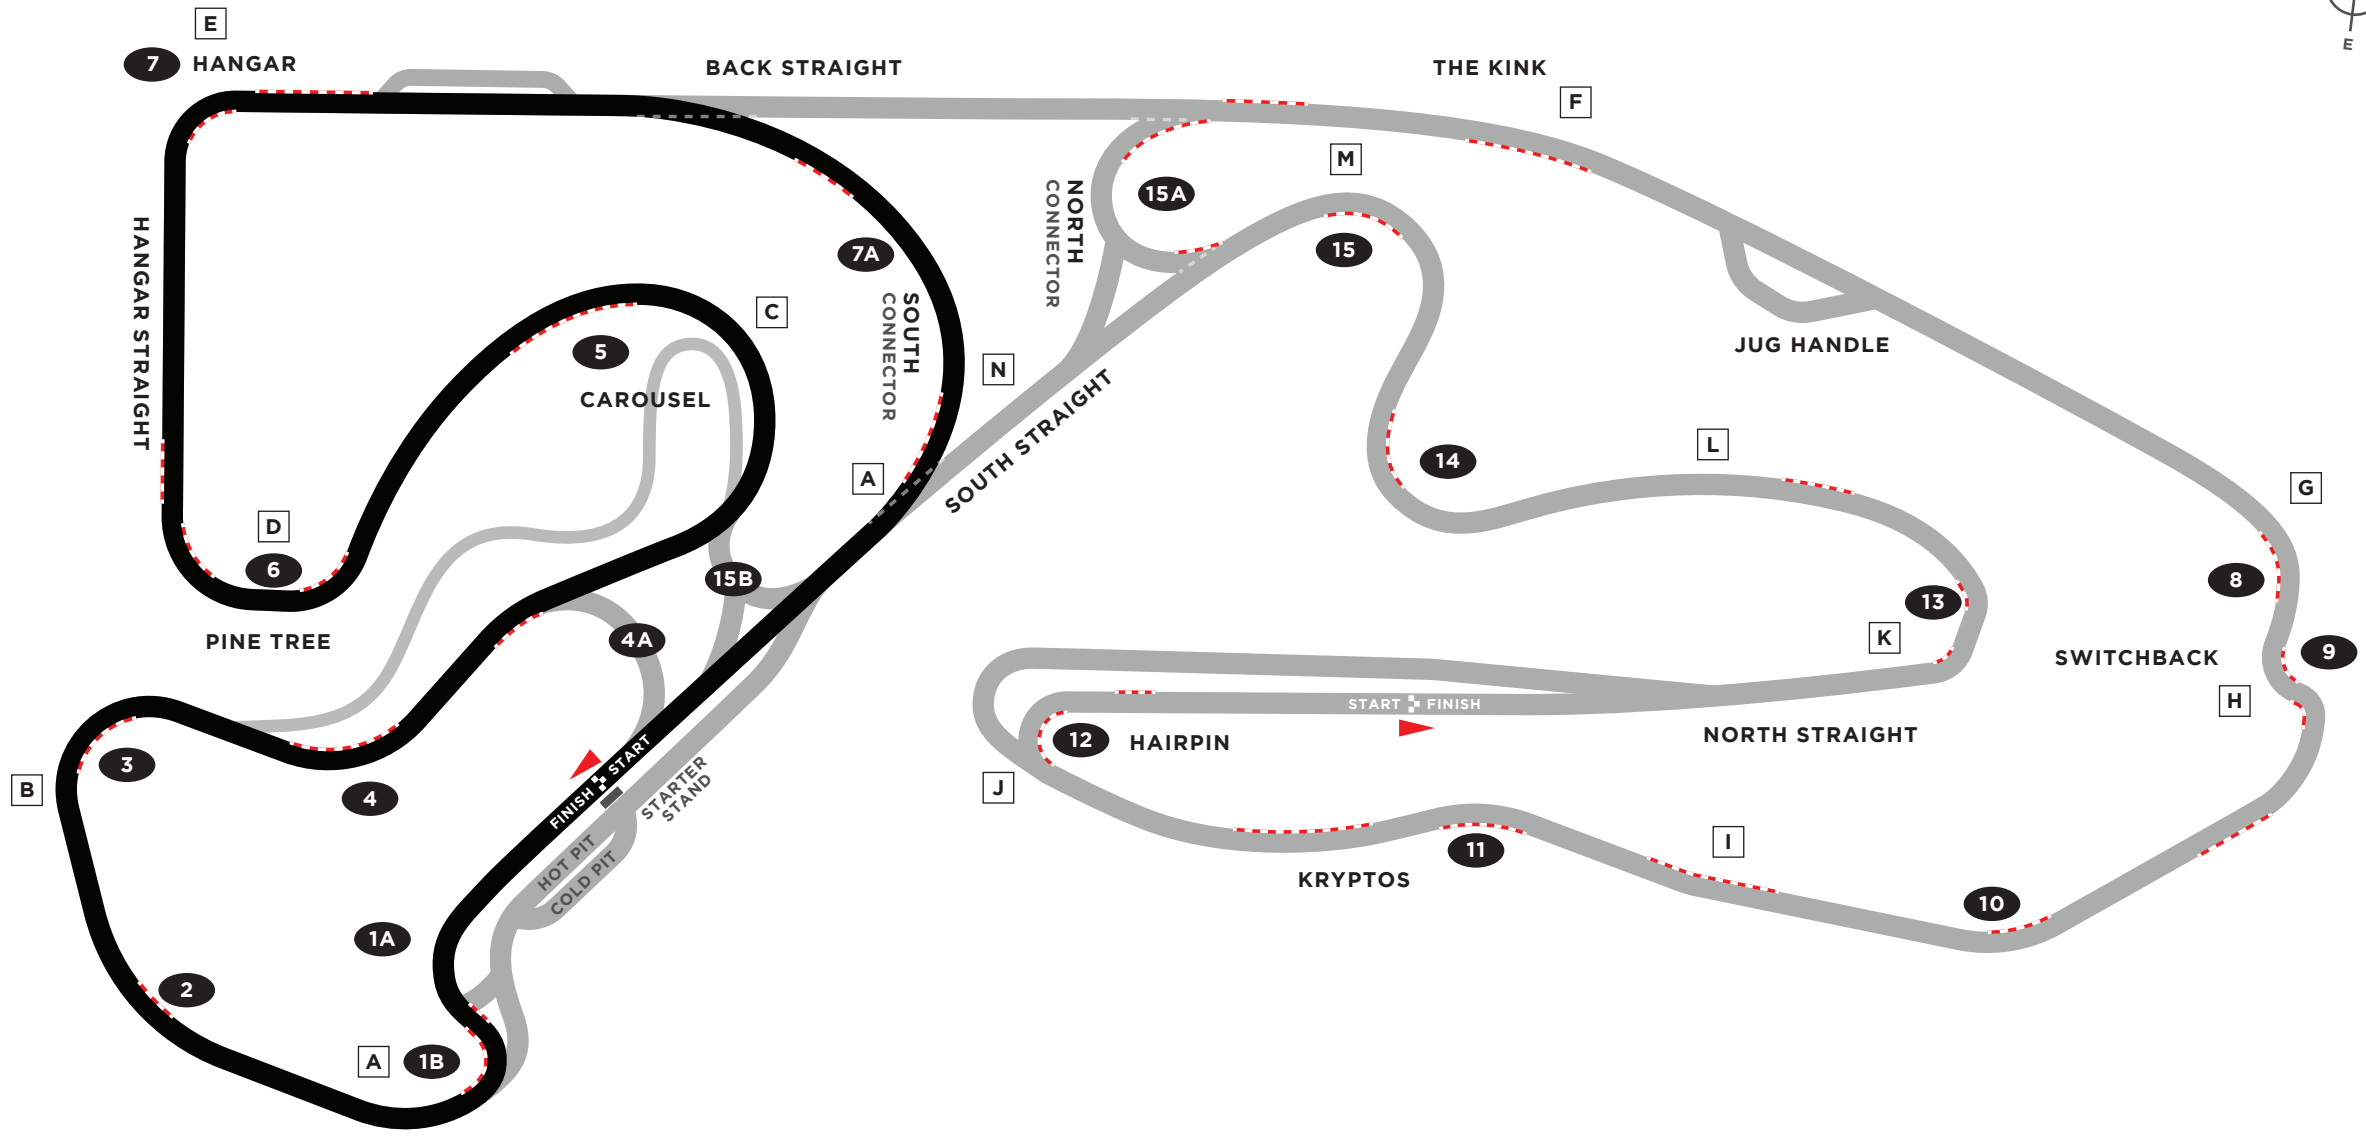 E
7
HANGAR
BACK STRAIGHT
THE KINK
E
F
M
15A
NORTH
CONNECTOR
15
7A
HANGAR STRAIGHT
C
SOUTH
CONNECTOR
5
CAROUSEL
N
SOUTH STRAIGHT
JUG HANDLE
L
14
A
G
D
6
15B
8
13
K
PINE TREE
4A
SWITCHBACK
9
H
START FINISH
NORTH STRAIGHT
12
HAIRPIN
3
B
4
FINISH START
STARTER
STAND
J
HOT PIT
COLD PIT
I
11
KRYPTOS
10
1A
2
A
1B